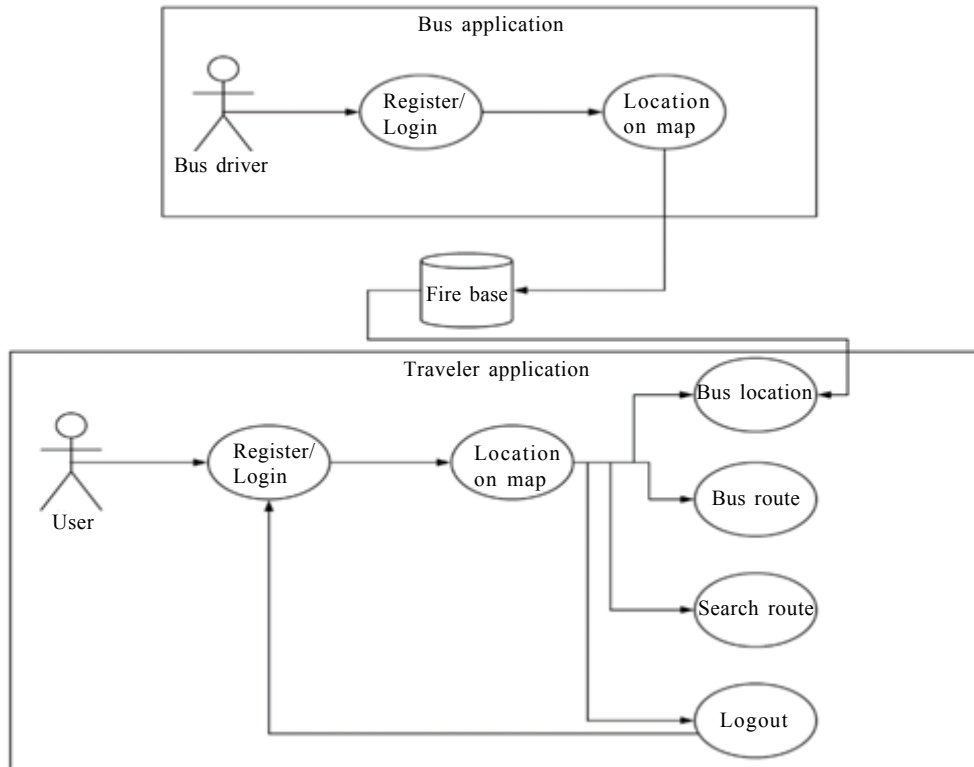 Bus application
Register/
Login
Location
on map
Bus driver
Fire base
Traveler application
Bus location
Register/
Login
Location
on map
Bus route
User
Search route
Logout